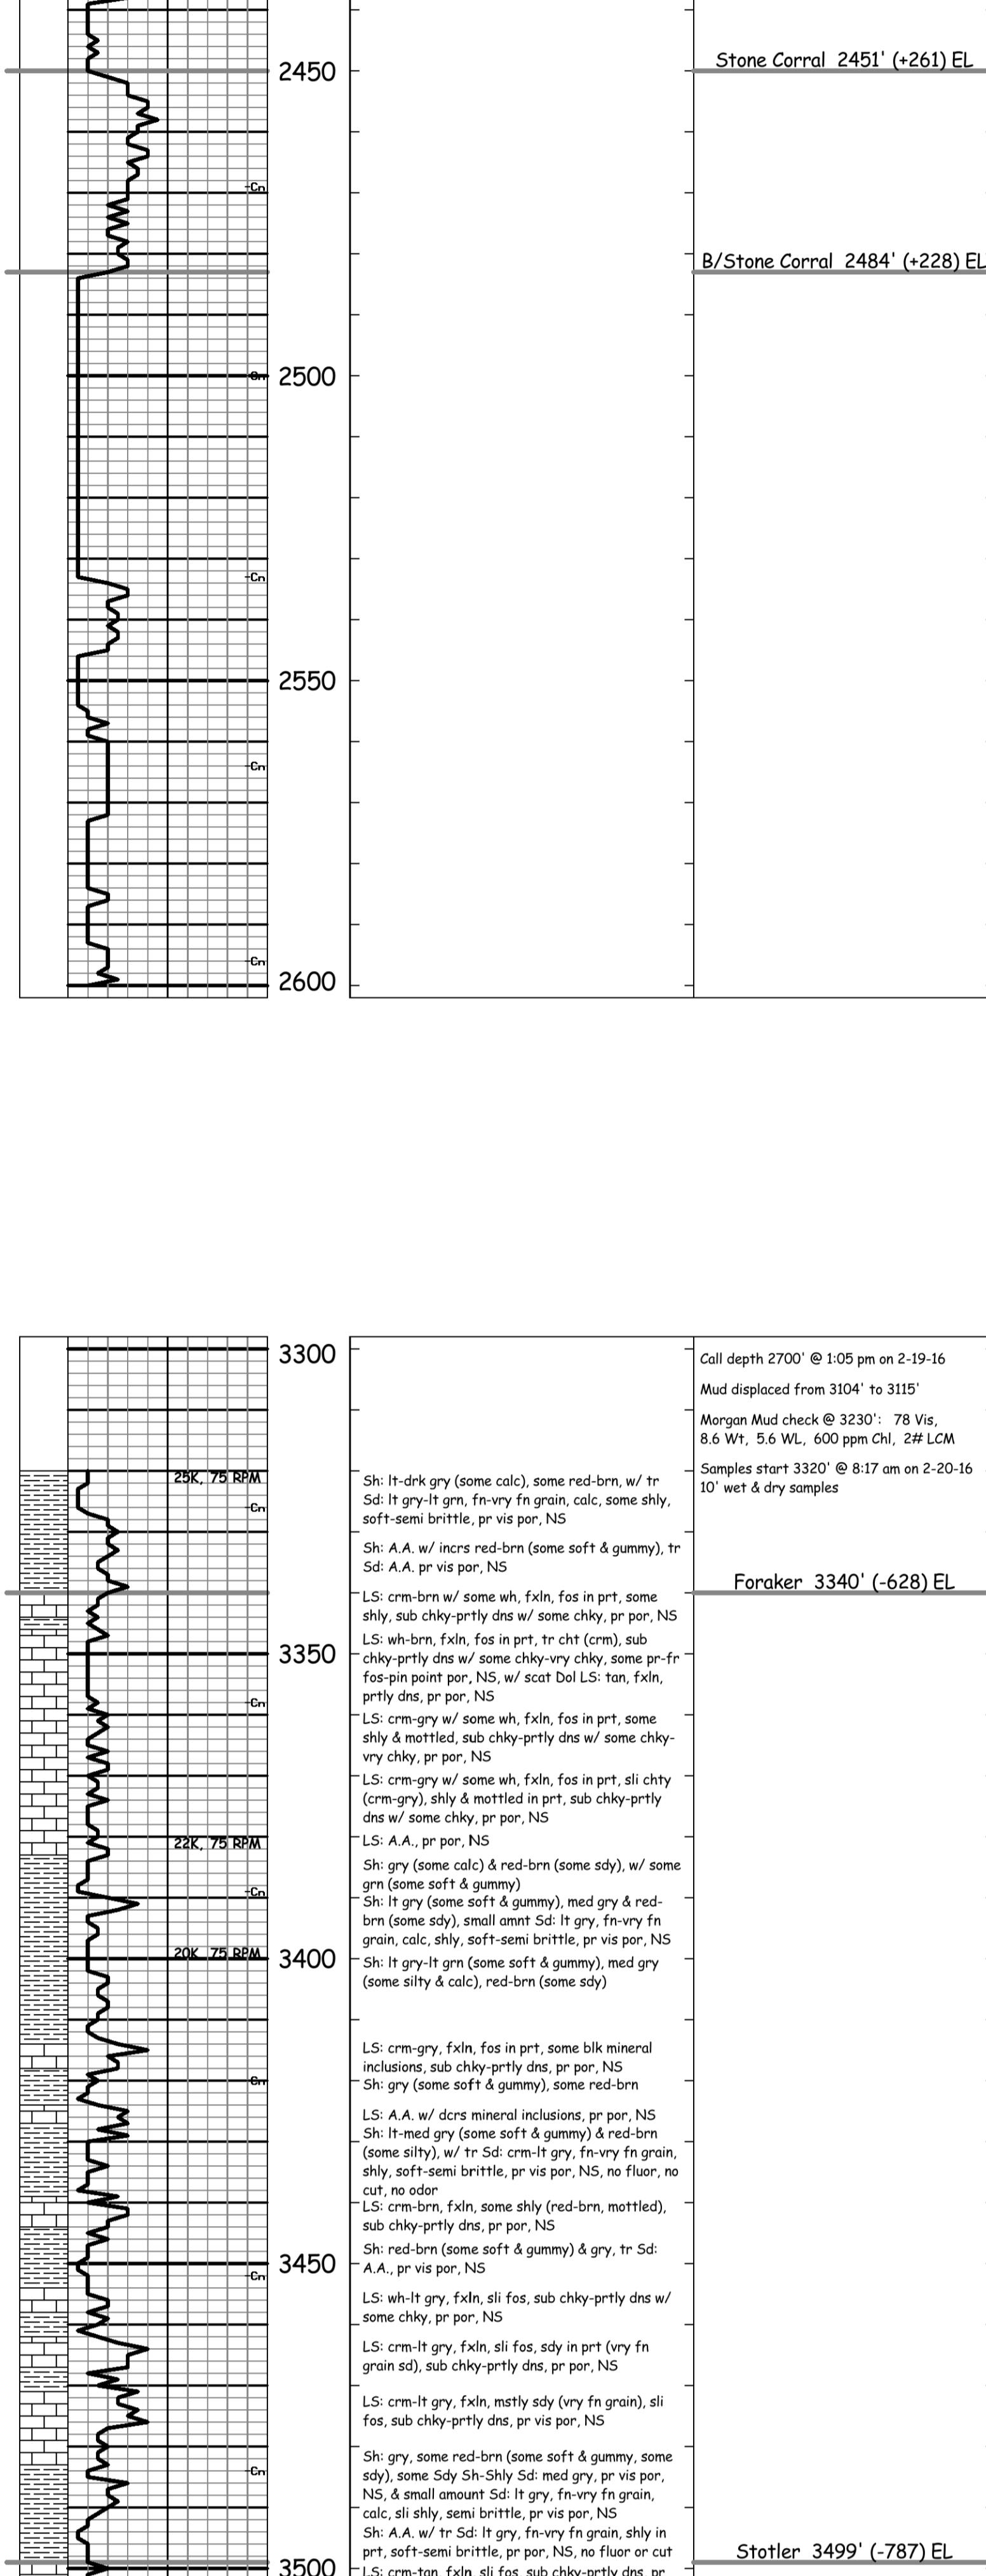 Stone Corral 2451' (+261) EL
2450
-Cn
B/Stone Corral 2484' (+228) EL
Cn
2500
-Cn
2550
-Cn
-Cn
2600
3300
Call depth 2700' @ 1:05 pm on 2-19-16
Mud displaced from 3104' to 3115'
Morgan Mud check @ 3230': 78 Vis,
8.6 Wt, 5.6 WL, 600 ppm Chl, 2# LCM
Samples start 3320' @ 8:17 am on 2-20-16
10' wet & dry samples
25K, 75 RPM
-Cn
Sh: lt-drk gry (some calc), some red-brn, w/ tr
Sd: lt gry-lt grn, fn-vry fn grain, calc, some shly,
soft-semi brittle, pr vis por, NS
Sh: A.A. w/ incrs red-brn (some soft & gummy), tr
Sd: A.A. pr vis por, NS
Foraker 3340' (-628) EL
LS: crm-brn w/ some wh, fxln, fos in prt, some
shly, sub chky-prtly dns w/ some chky, pr por, NS
3350
LS: wh-brn, fxln, fos in prt, tr cht (crm), sub
chky-prtly dns w/ some chky-vry chky, some pr-fr
fos-pin point por, NS, w/ scat Dol LS: tan, fxln,
prtly dns, pr por, NS
-Cn
LS: crm-gry w/ some wh, fxln, fos in prt, some
shly & mottled, sub chky-prtly dns w/ some chky-
vry chky, pr por, NS
LS: crm-gry w/ some wh, fxln, fos in prt, sli chty
(crm-gry), shly & mottled in prt, sub chky-prtly
dns w/ some chky, pr por, NS
22K, 75 RPM
LS: A.A., pr por, NS
Sh: gry (some calc) & red-brn (some sdy), w/ some
grn (some soft & gummy)
-Cn
Sh: lt gry (some soft & gummy), med gry & red-
brn (some sdy), small amnt Sd: lt gry, fn-vry fn
grain, calc, shly, soft-semi brittle, pr vis por, NS
20K, 75 RPM
3400
Sh: lt gry-lt grn (some soft & gummy), med gry
(some silty & calc), red-brn (some sdy)
LS: crm-gry, fxln, fos in prt, some blk mineral
inclusions, sub chky-prtly dns, pr por, NS
Sh: gry (some soft & gummy), some red-brn
Cn
LS: A.A. w/ dcrs mineral inclusions, pr por, NS
Sh: lt-med gry (some soft & gummy) & red-brn
(some silty), w/ tr Sd: crm-lt gry, fn-vry fn grain,
shly, soft-semi brittle, pr vis por, NS, no fluor, no
cut, no odor
LS: crm-brn, fxln, some shly (red-brn, mottled),
sub chky-prtly dns, pr por, NS
3450
Sh: red-brn (some soft & gummy) & gry, tr Sd:
A.A., pr vis por, NS
-Cn
LS: wh-lt gry, fxln, sli fos, sub chky-prtly dns w/
some chky, pr por, NS
LS: crm-lt gry, fxln, sli fos, sdy in prt (vry fn
grain sd), sub chky-prtly dns, pr por, NS
LS: crm-lt gry, fxln, mstly sdy (vry fn grain), sli
fos, sub chky-prtly dns, pr vis por, NS
-Cn
Sh: gry, some red-brn (some soft & gummy, some
sdy), some Sdy Sh-Shly Sd: med gry, pr vis por,
NS, & small amount Sd: lt gry, fn-vry fn grain,
calc, sli shly, semi brittle, pr vis por, NS
Sh: A.A. w/ tr Sd: lt gry, fn-vry fn grain, shly in
prt, soft-semi brittle, pr por, NS, no fluor or cut
Stotler 3499' (-787) EL
3500
LS: crm-tan, fxln, sli fos, sub chky-prtly dns, pr